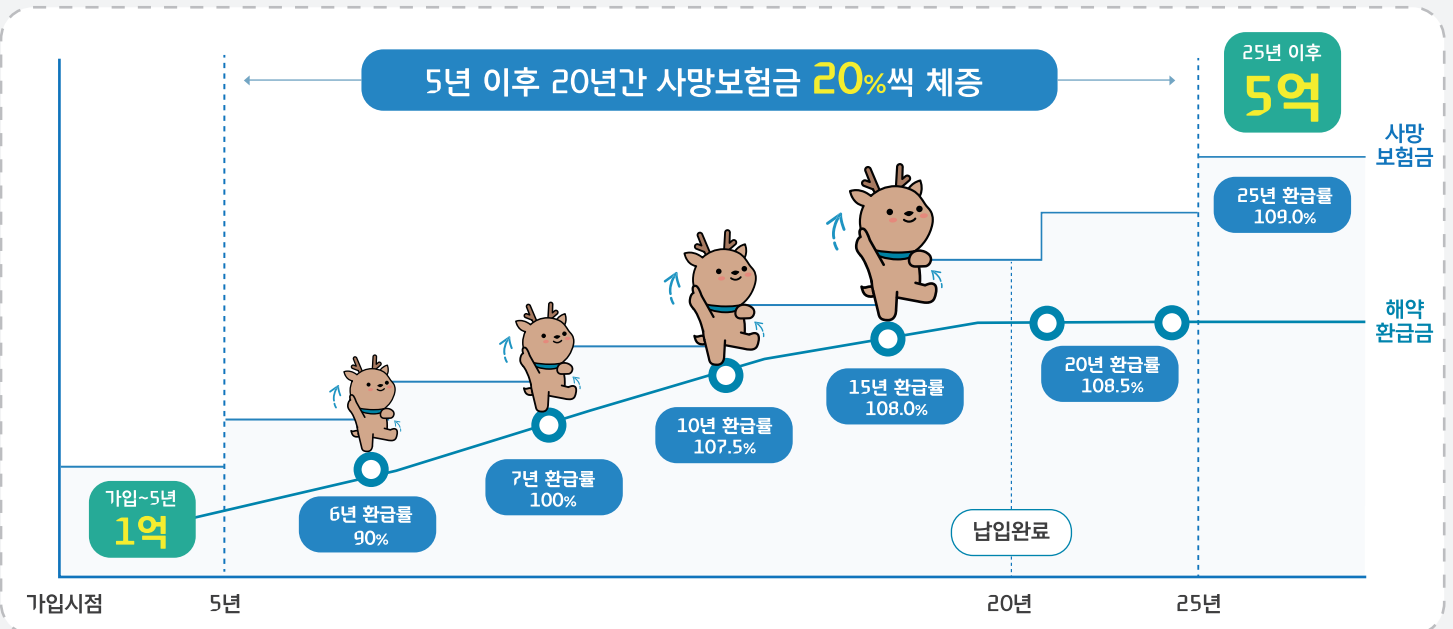 5년 이후 20년간 사망보험금 20%씩 체증
25년 이후
5억
사망
보험금
25년 환급률
109.0%
해약
환급금
20년 환급률
108.5%
15년 환급률
108.0%
10년 환급률
107.5%
7년 환급률
100%
6년 환급률
90%
가입~5년
1억
납입완료
가입시점
5년
20년
25년